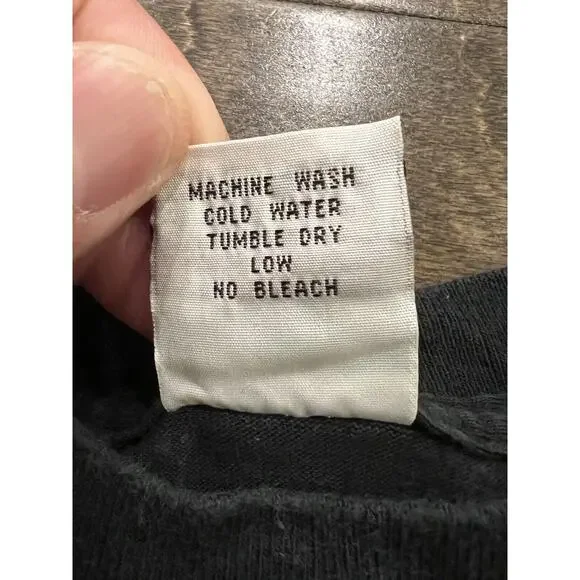 MACHINE WASH
COLD WATER
TUMBLE DRY
LOW
NO BLEACH